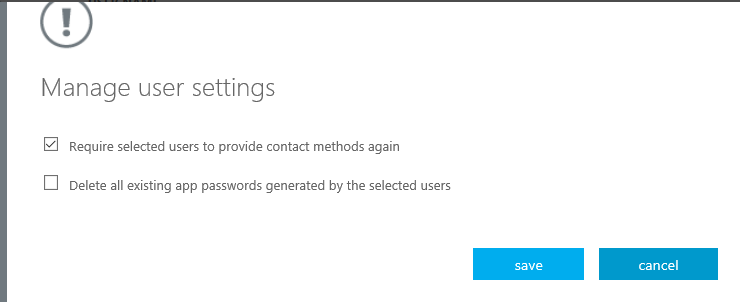 Manage user settings
Require selected users to provide contact methods again
Delete all existing app passwords generated by the selected users
save
cancel